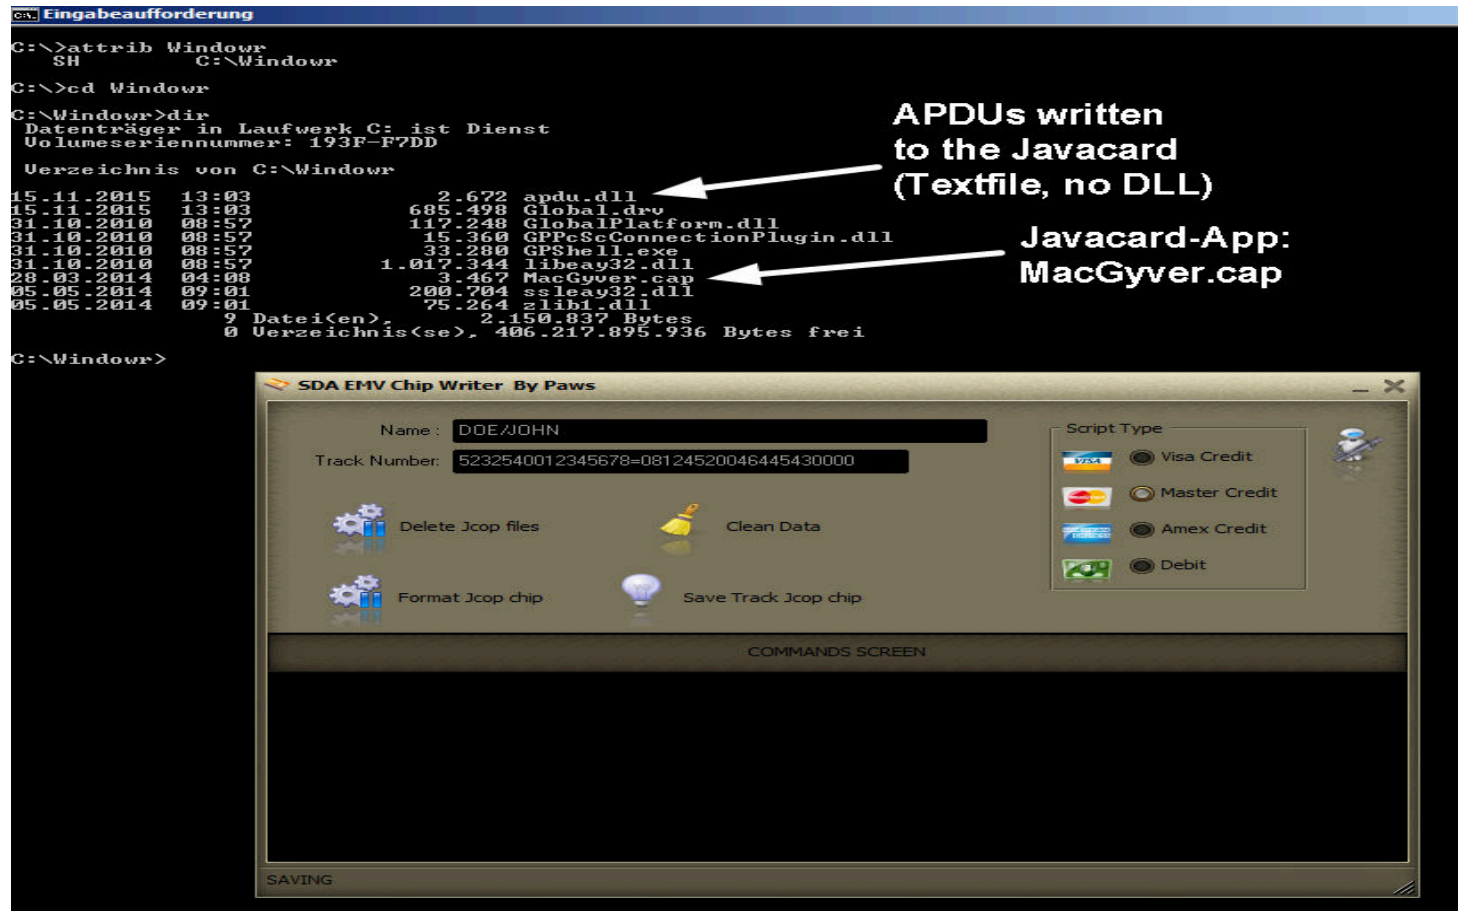 Eingabeaufforderung
C:\>attrib Windowr
SH C:\Windowr
C:\>cd Windowr
C:\Windowr>dir
Datenträger in Laufwerk C: ist Dienst
Volumeseriennummer: 193F-F7DD
Verzeichnis von C:\Windowr
15.11.2015 13:03 2.672 apdu.dll
15.11.2015 13:03 685.498 Global.drv
31.10.2010 08:57 117.248 GlobalPlatform.dll
31.10.2010 08:57 15.360 GPPcScConnectionPlugin.dll
31.10.2010 08:57 33.280 GPShell.exe
31.10.2010 08:57 1.017.344 libeay32.dll
28.03.2014 04:08 3.467 MacGyver.cap
05.05.2014 09:01 200.704 ssleay32.dll
05.05.2014 09:01 75.264 zlib1.dll
9 Datei(en), 2.150.837 Bytes
0 Verzeichnis(se), 406.217.895.936 Bytes frei
C:\Windowr>
APDUs written
to the Javacard
(Textfile, no DLL)
Javacard-App:
MacGyver.cap
SDA EMV Chip Writer By Paws
Name : DOE/JOHN
Track Number: 5232540012345678=08124520046445430000
Script Type
VISA Visa Credit
Master Credit
Amex Credit
Debit
Delete Jcop files
Clean Data
Format Jcop chip
Save Track Jcop chip
COMMANDS SCREEN
SAVING